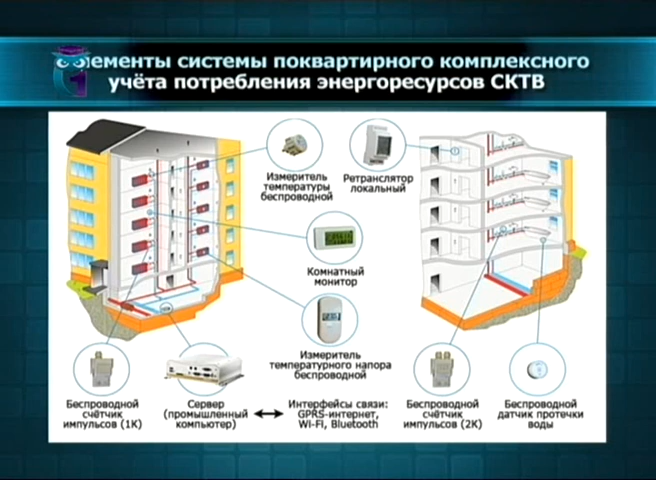 элементы системы поквартирного комплексного
учёта потребления энергоресурсов СКТВ
Измеритель
температуры
беспроводной
Ретранслятор
локальный
Комнатный
монитор
Измеритель
температурного напора
беспроводной
Беспроводной
счётчик
импульсов (1К)
Сервер
(промышленный
компьютер)
Интерфейсы связи:
GPRS-интернет,
Wi-Fi, Bluetooth
Беспроводной
счётчик
импульсов (2К)
Беспроводной
датчик протечки
воды